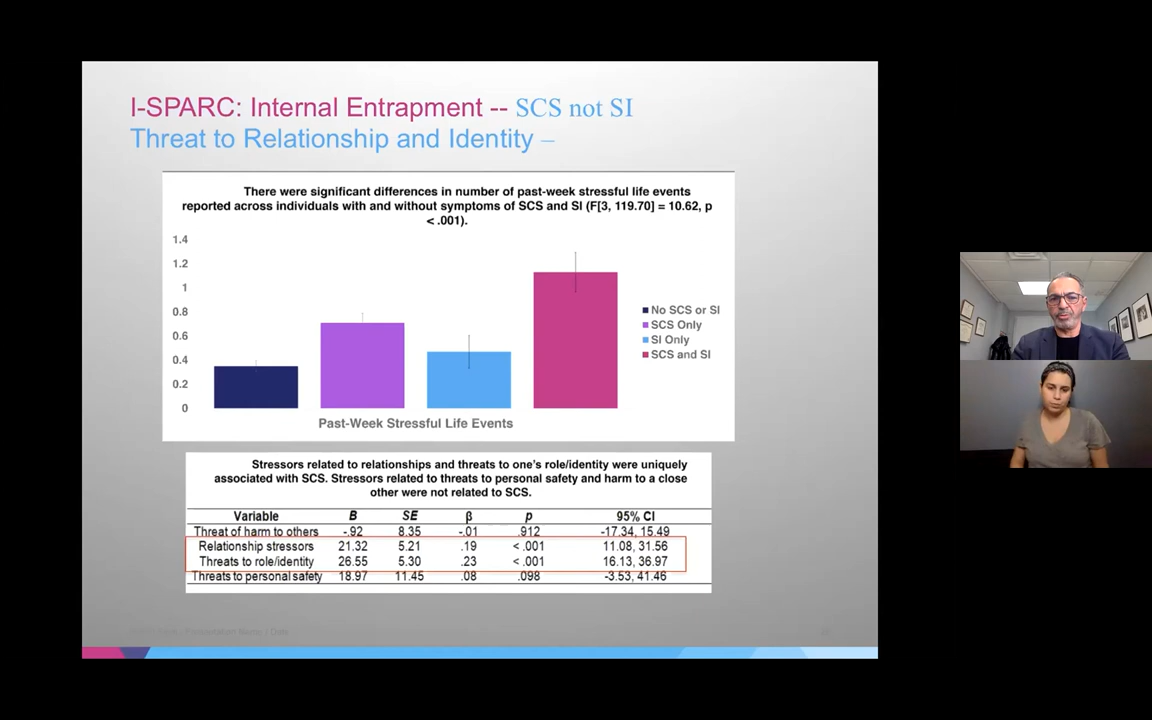 I-SPARC: Internal Entrapment -- SCS not SI
Threat to Relationship and Identity –
There were significant differences in number of past-week stressful life events
reported across individuals with and without symptoms of SCS and SI (F[3, 119.70] = 10.62, p
< .001).
1.4
1.2
1
0.8
0.6
0.4
0.2
0
No SCS or SI
SCS Only
SI Only
SCS and SI
Past-Week Stressful Life Events
Stressors related to relationships and threats to one's role/identity were uniquely
associated with SCS. Stressors related to threats to personal safety and harm to a close
other were not related to SCS.
Variable B SE β p 95% CI
Threat of harm to others -.92 8.35 -.01 .912 -17.34, 15.49
Relationship stressors 21.32 5.21 .19 < .001 11.08, 31.56
Threats to role/identity 26.55 5.30 .23 < .001 16.13, 36.97
Threats to personal safety 18.97 11.45 .08 .098 -3.53, 41.46